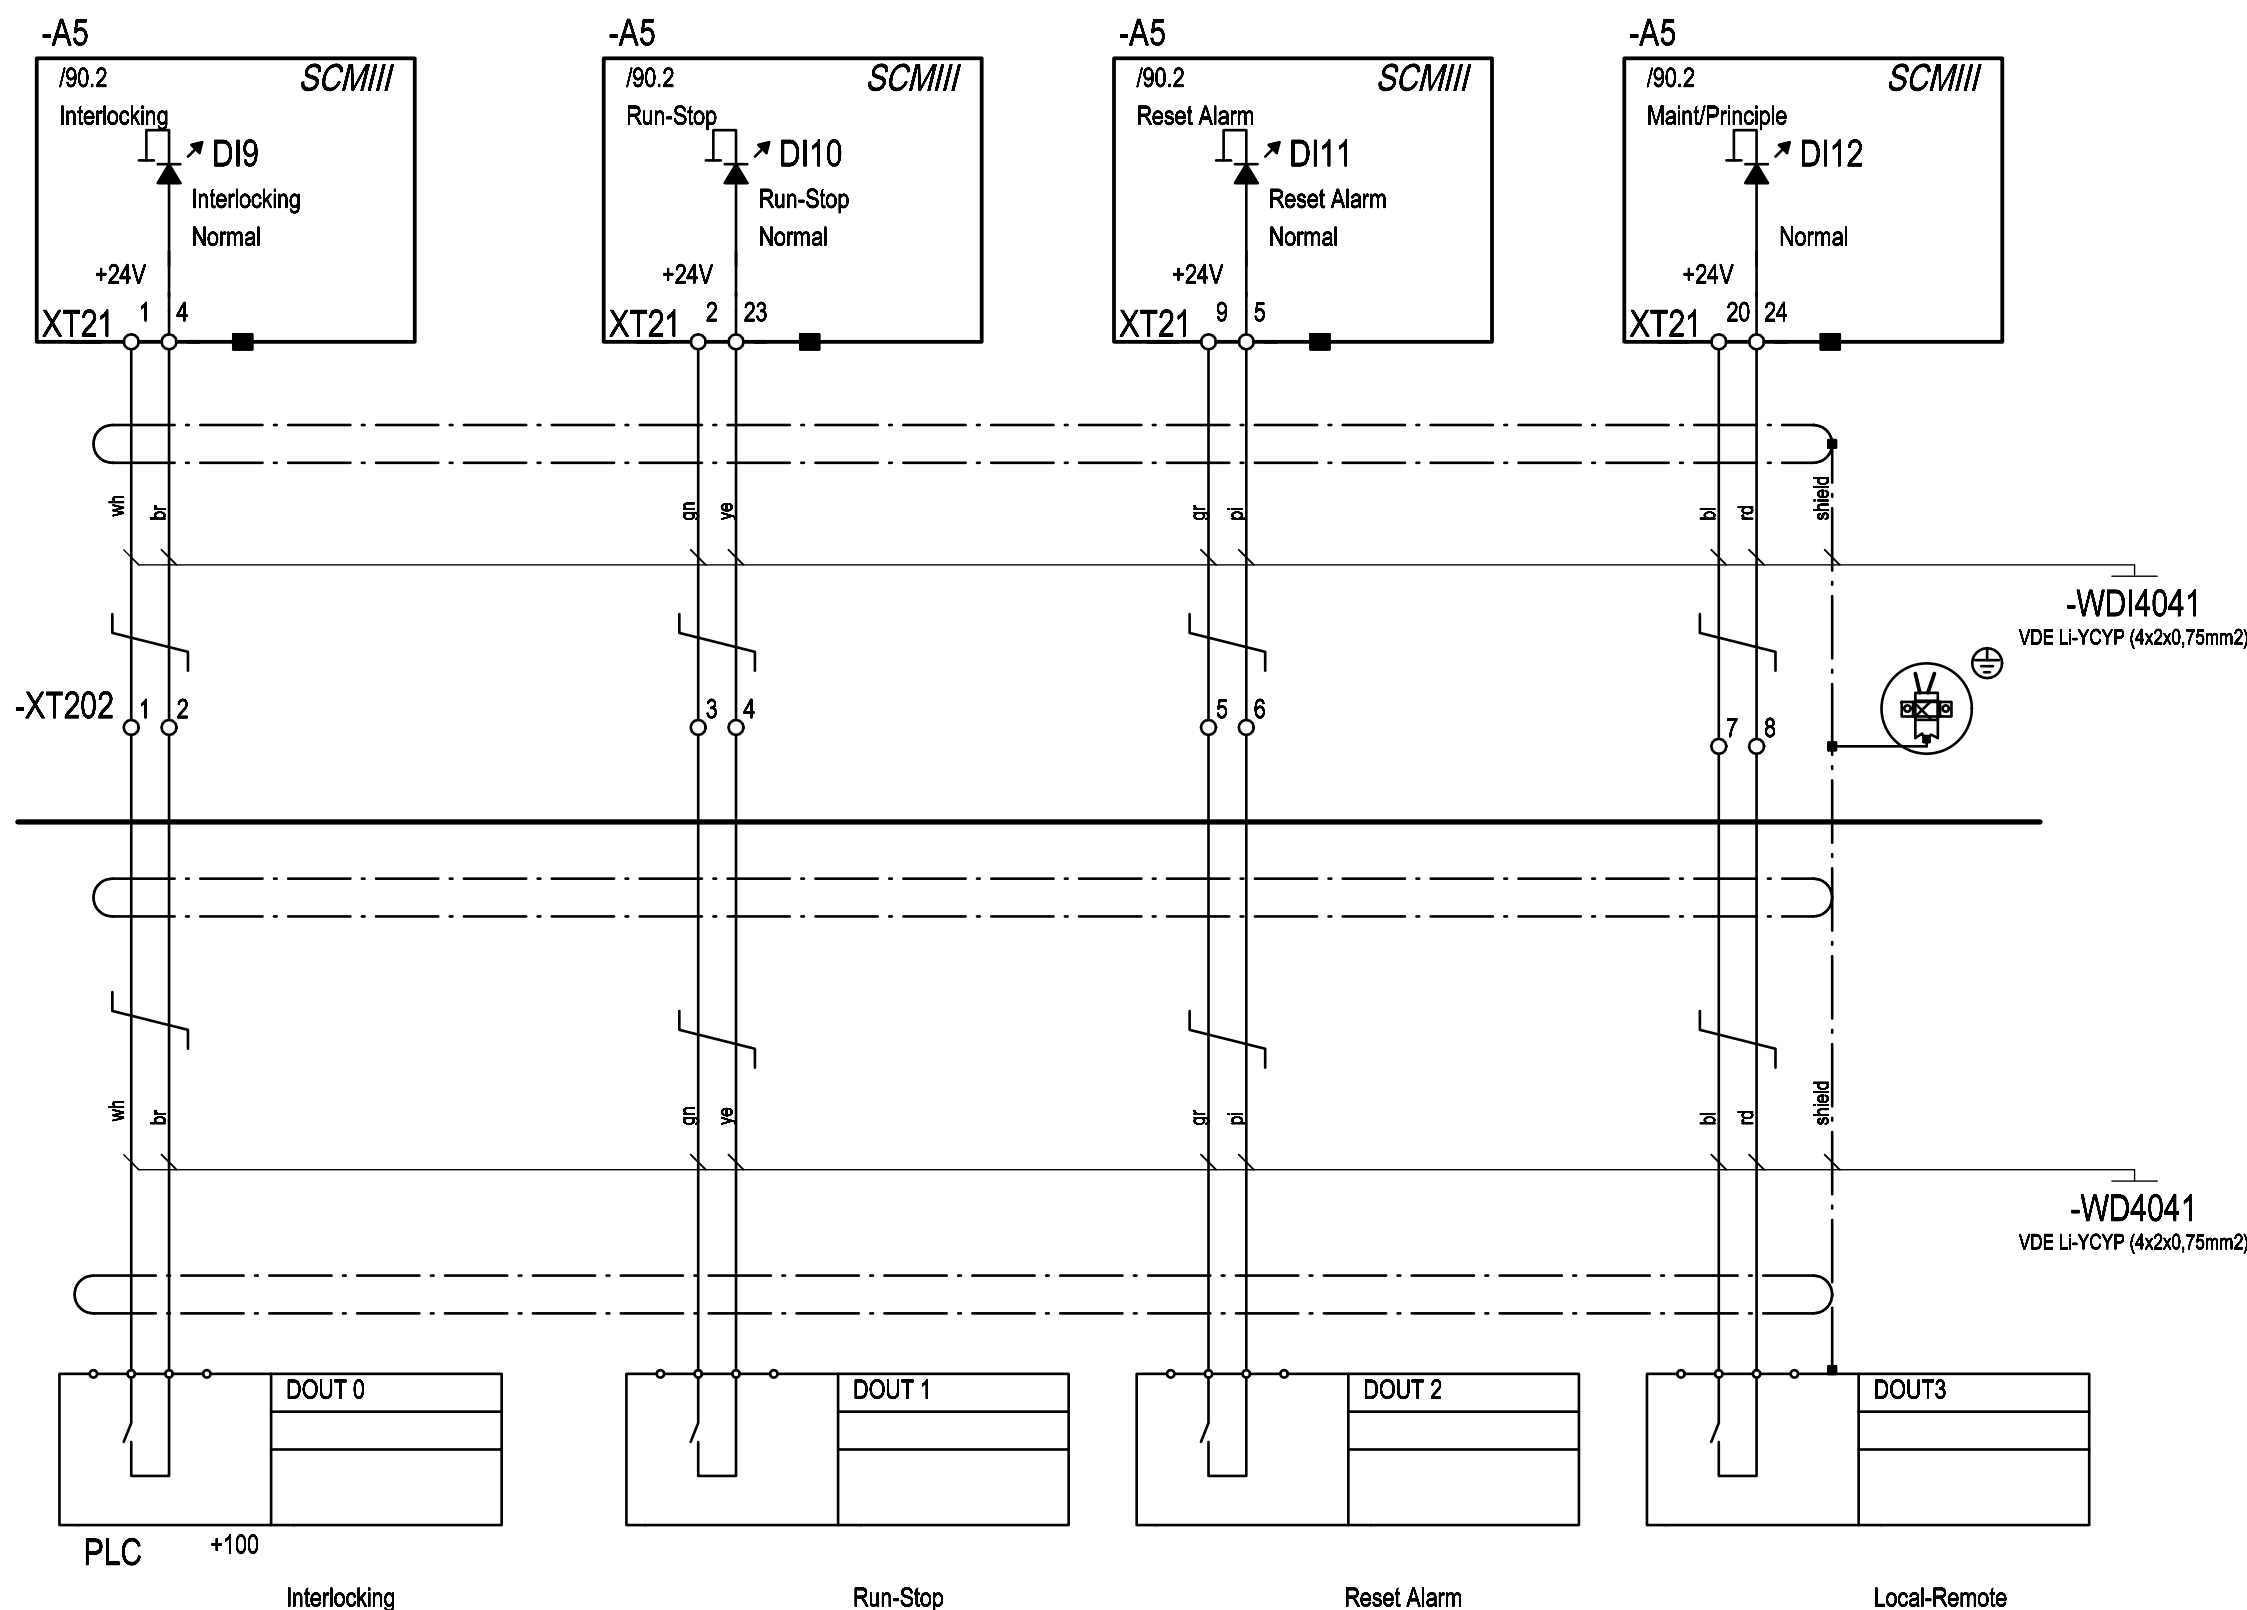 -A5 -A5 -A5 -A5
/90.2 SCMIII /90.2 SCMIII /90.2 SCMIII /90.2 SCMIII
Interlocking Run-Stop Reset Alarm Maint/Principle
DI9 DI10 DI11 DI12
Interlocking Run-Stop Reset Alarm
Normal Normal Normal Normal
+24V +24V +24V +24V
XT21 1 4 XT21 2 23 XT21 9 5 XT21 20 24
wh br gn ye gr pi bl rd shield
-WDI4041
VDE Li-YCYP (4x2x0,75mm2)
-XT202 1 2 3 4 5 6 7 8
wh br gn ye gr pi bl rd shield
-WD4041
VDE Li-YCYP (4x2x0,75mm2)
DOUT 0 DOUT 1 DOUT 2 DOUT3
PLC +100
Interlocking Run-Stop Reset Alarm Local-Remote